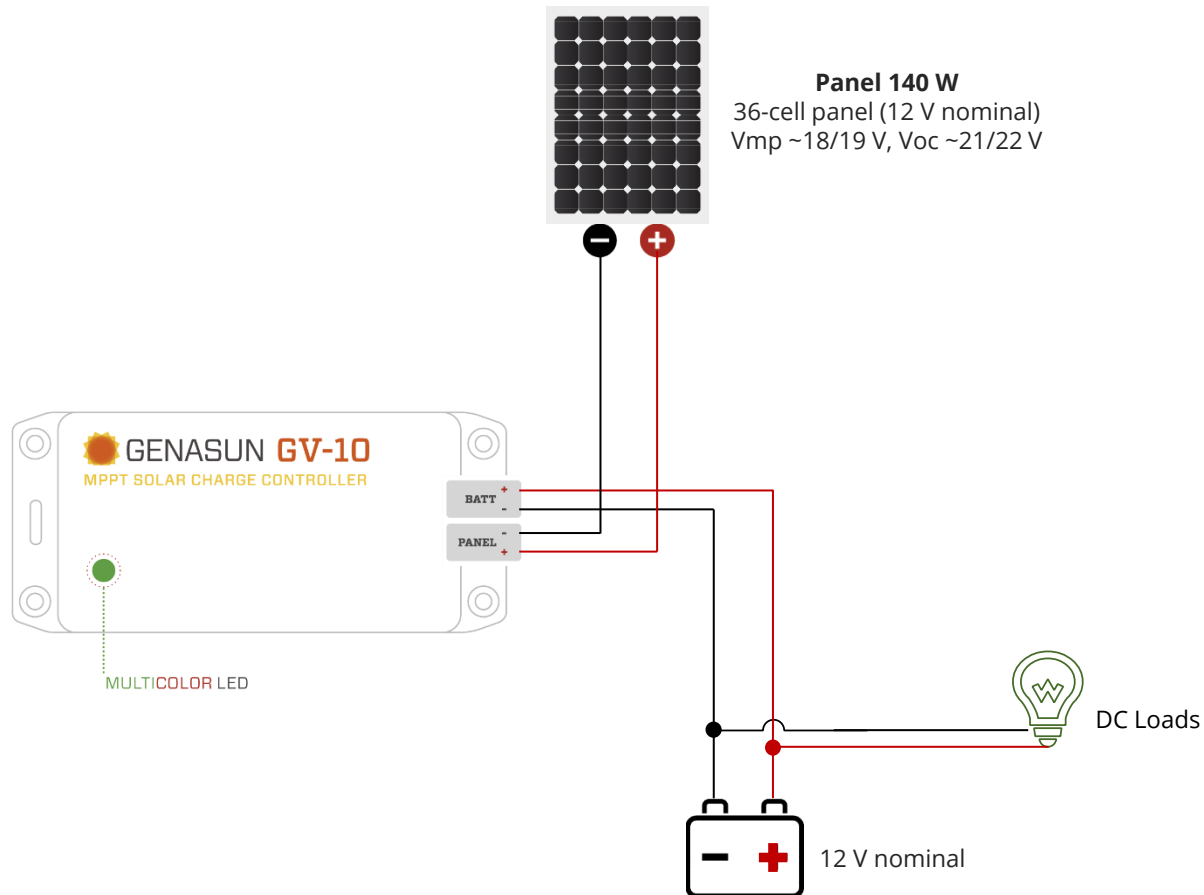 Panel 140 W
36-cell panel (12 V nominal)
Vmp ~18/19 V, Voc ~21/22 V
− +
GENASUN GV-10
MPPT SOLAR CHARGE CONTROLLER
BATT + -
PANEL - +
MULTICOLOR LED
DC Loads
− +
12 V nominal